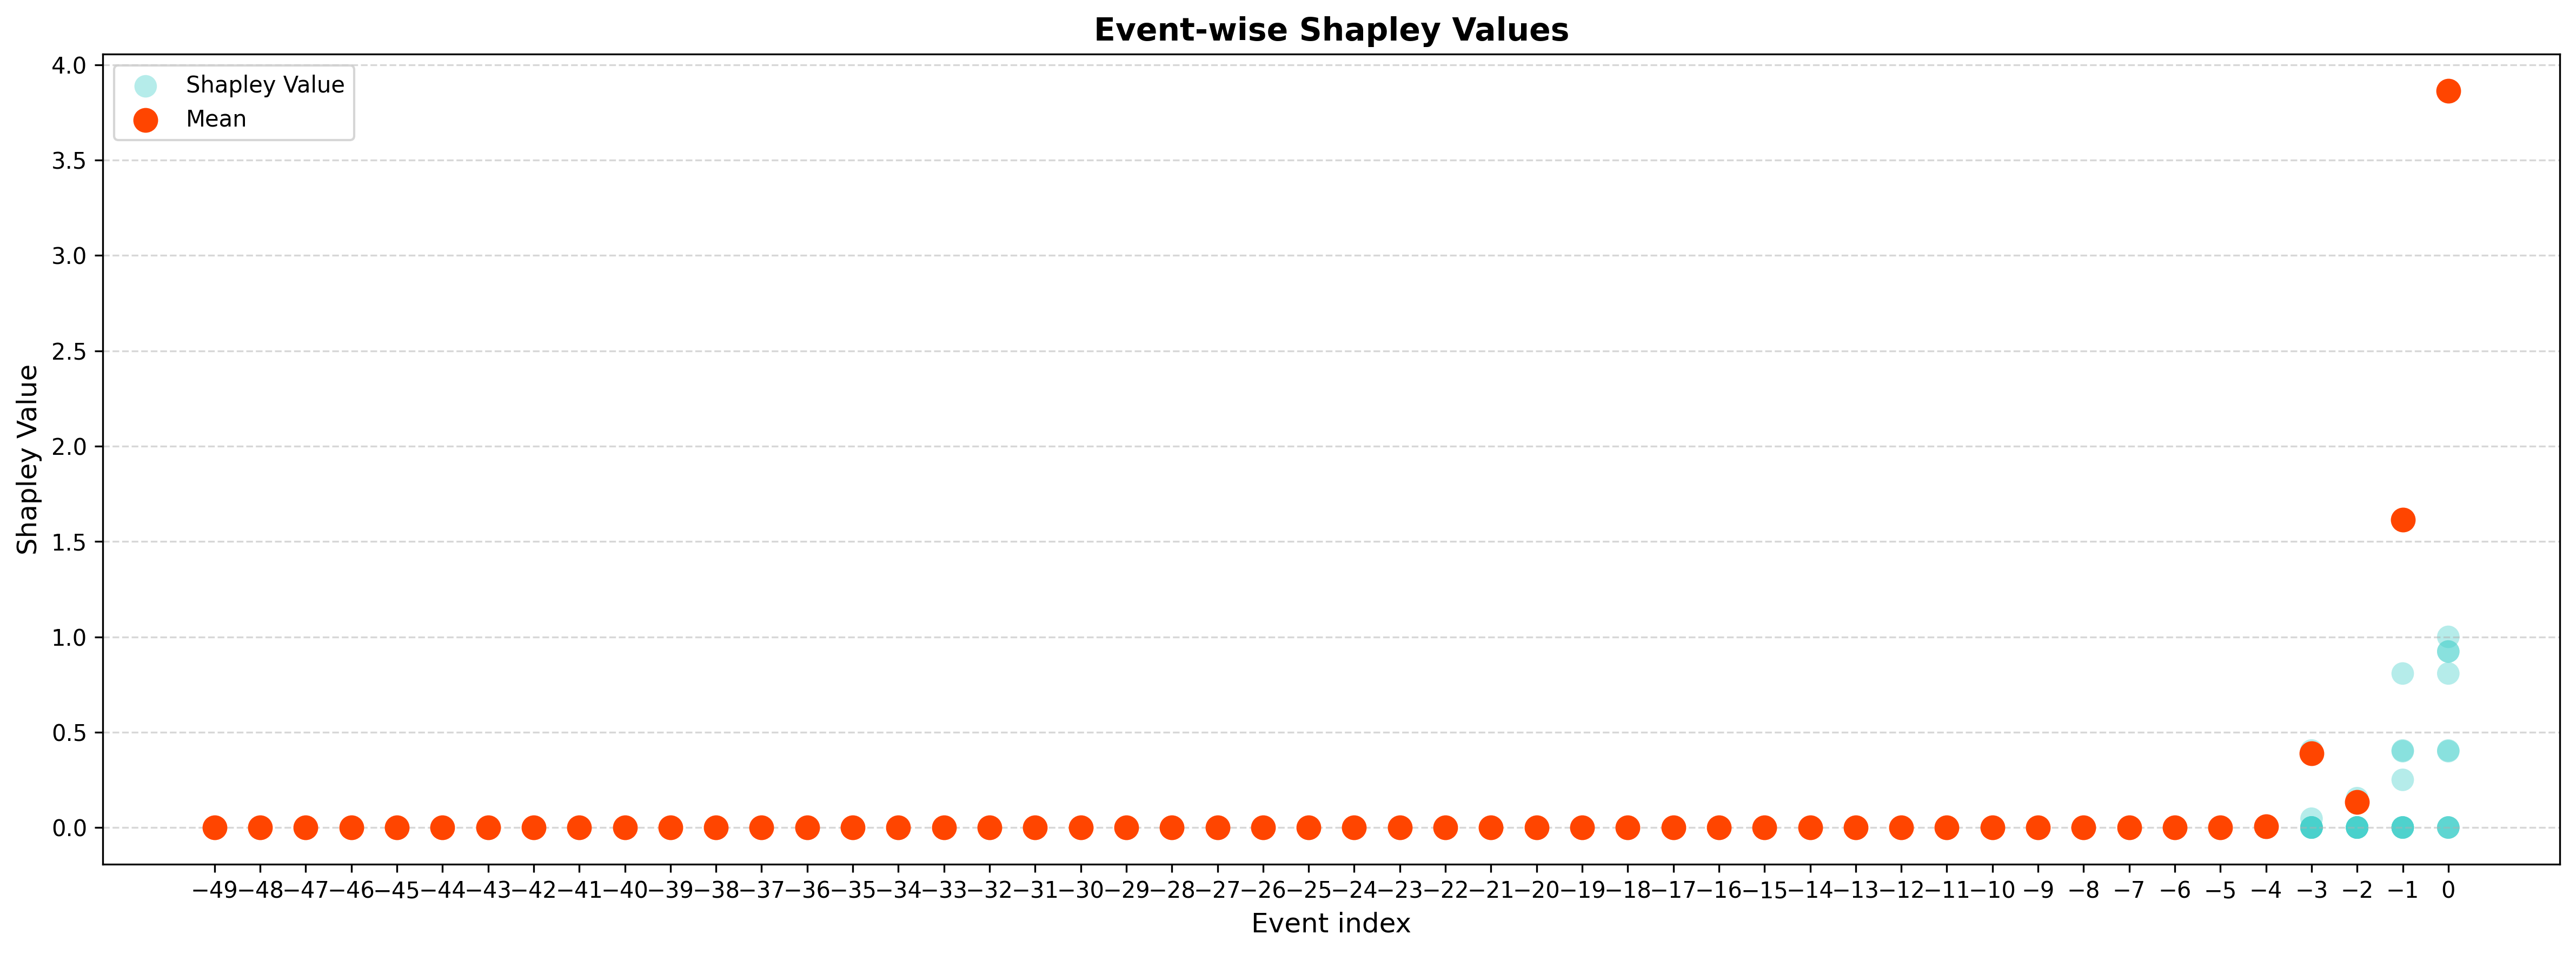 Event-wise Shapley Values
4.0
3.5
3.0
2.5
2.0
1.5
1.0
0.5
0.0
Shapley Value
Shapley Value
Mean
−49 −48 −47 −46 −45 −44 −43 −42 −41 −40 −39 −38 −37 −36 −35 −34 −33 −32 −31 −30 −29 −28 −27 −26 −25 −24 −23 −22 −21 −20 −19 −18 −17 −16 −15 −14 −13 −12 −11 −10 −9 −8 −7 −6 −5 −4 −3 −2 −1 0
Event index